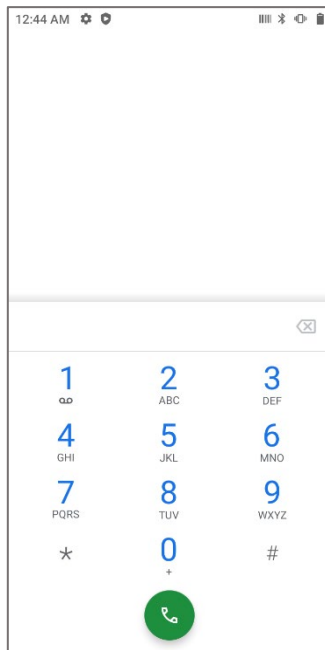 12:44 AM
1 2 3
ABC DEF
4 5 6
GHI JKL MNO
7 8 9
PQRS TUV WXYZ
* 0 #
+